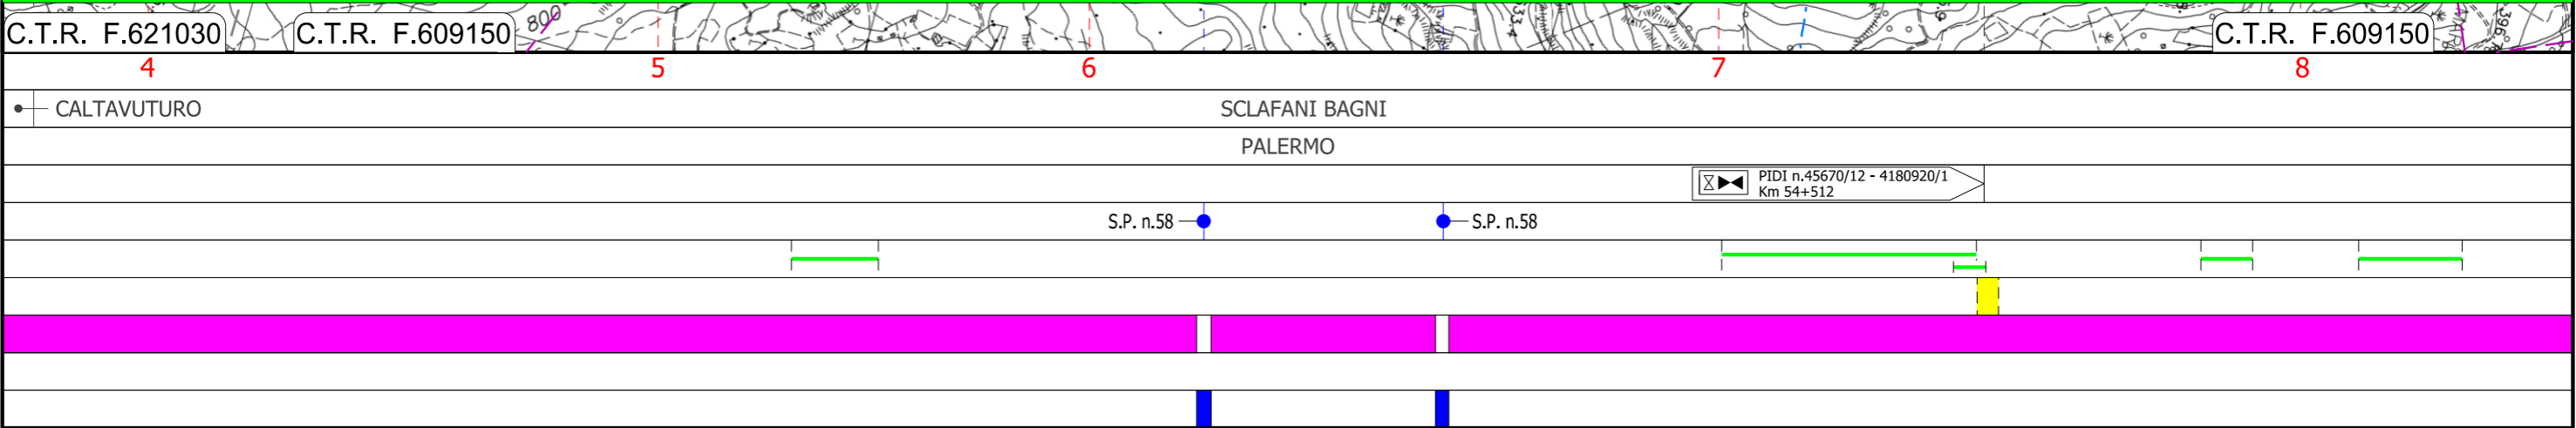 800
C.T.R. F.621030
C.T.R. F.609150
C.T.R. F.609150
4 5 6 7 8
CALTAVUTURO
SCLAFANI BAGNI
PALERMO
PIDI n.45670/12 - 4180920/1
Km 54+512
S.P. n.58
S.P. n.58